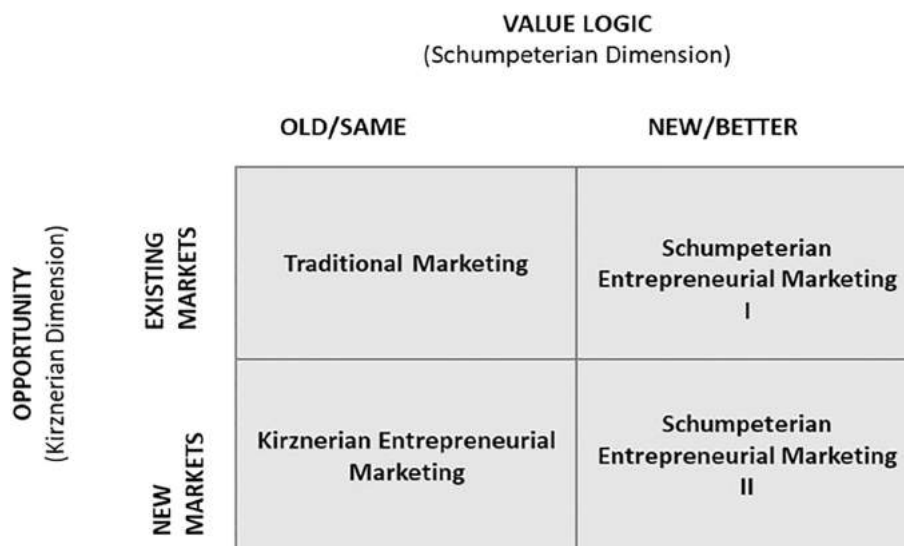 VALUE LOGIC
(Schumpeterian Dimension)
OLD/SAME
NEW/BETTER
OPPORTUNITY
(Kirznerian Dimension)
EXISTING
MARKETS
Traditional Marketing
Schumpeterian
Entrepreneurial Marketing
I
NEW
MARKETS
Kirznerian Entrepreneurial
Marketing
Schumpeterian
Entrepreneurial Marketing
II